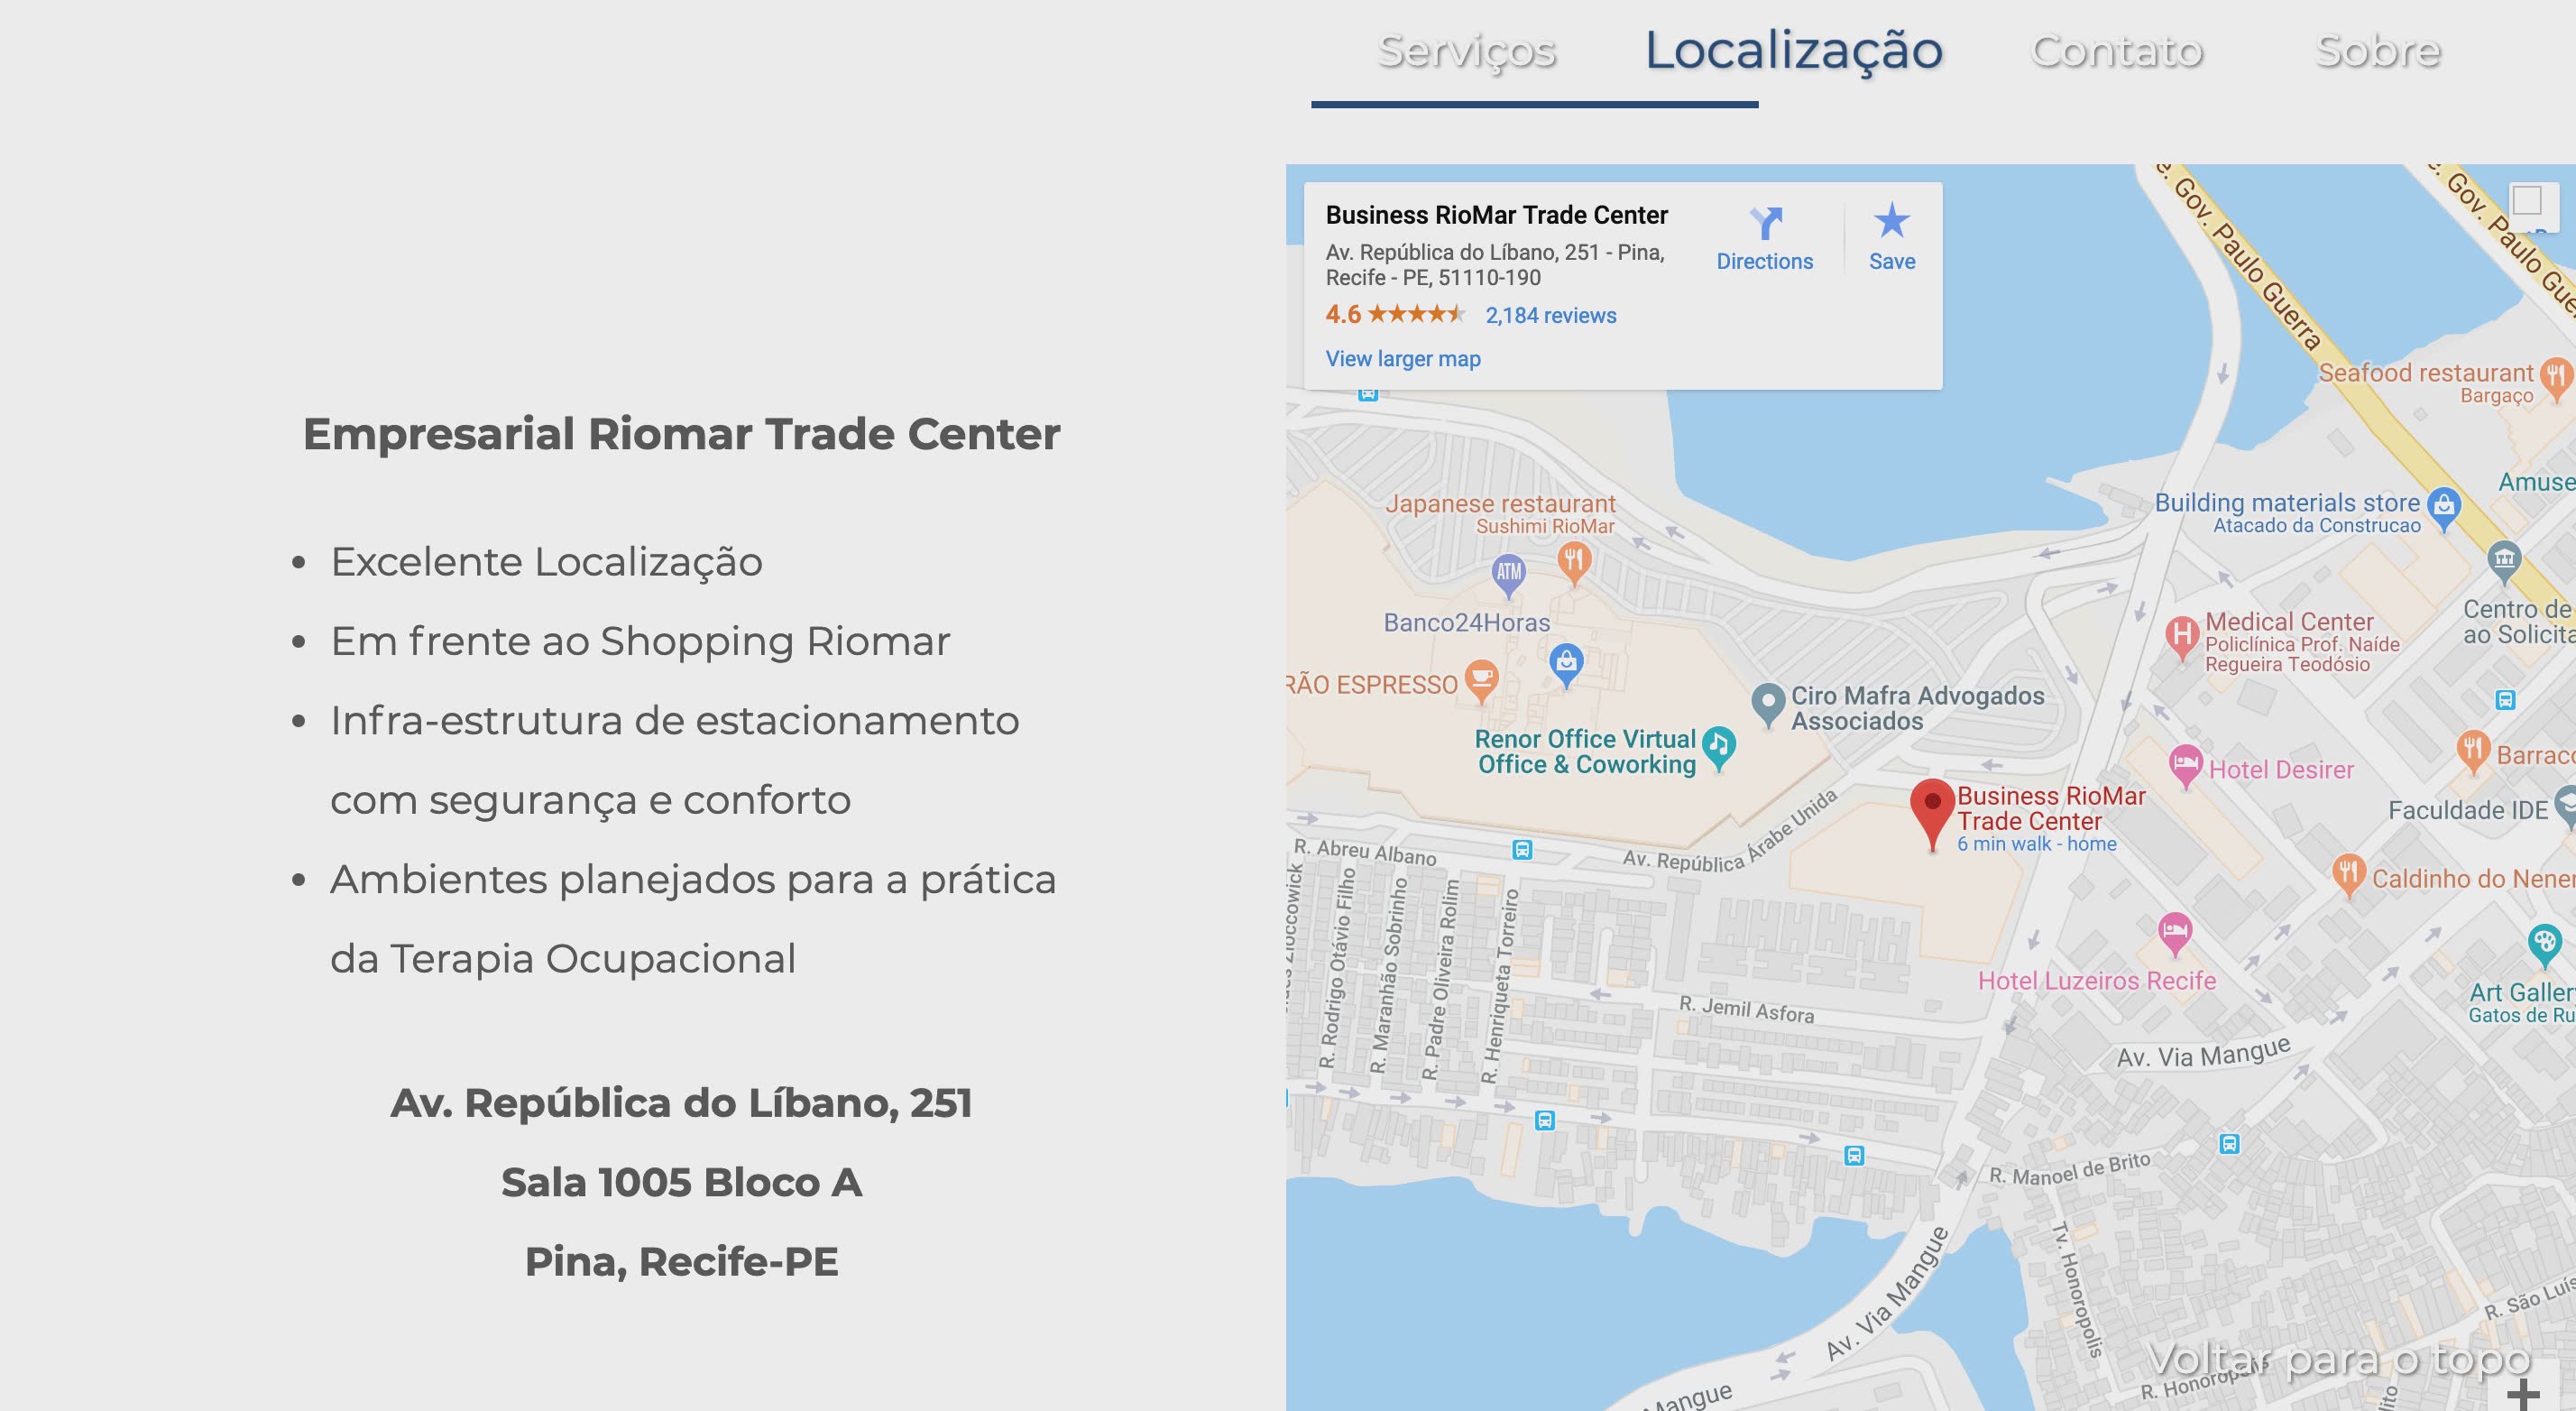 Serviços
Localização
Contato
Sobre
Empresarial Riomar Trade Center
Excelente Localização
Em frente ao Shopping Riomar
Infra-estrutura de estacionamento
com segurança e conforto
Ambientes planejados para a prática
da Terapia Ocupacional
Av. República do Líbano, 251
Sala 1005 Bloco A
Pina, Recife-PE
Business RioMar Trade Center
Av. República do Líbano, 251 - Pina,
Recife - PE, 51110-190
4.6
2,184 reviews
View larger map
Directions
Save
Gov. Paulo Guerra
Gov. Paulo Gue
Seafood restaurant
Bargaço
Amuse
Japanese restaurant
Sushimi RioMar
Building materials store
Atacado da Construcao
ATM
Banco24Horas
Centro de
ao Solicita
Medical Center
Policlínica Prof. Naíde
Regueira Teodósio
H
RÃO ESPRESSO
Ciro Mafra Advogados
Associados
Renor Office Virtual
Office & Coworking
Hotel Desirer
Barrac
Business RioMar
Trade Center
6 min walk - home
Faculdade IDE
Av. República Árabe Unida
R. Abreu Albano
Caldinho do Nener
R. Rodrigo Otávio Filho
R. Maranhão Sobrinho
R. Padre Oliveira Rolim
R. Henriqueta Torreiro
Hotel Luzeiros Recife
R. Jemil Asfora
Art Galler
Gatos de Ru
Av. Via Mangue
R. Manoel de Brito
Tv. Honoropolis
Av. Via Mangue
R. São Luís
Voltar para o topo
R. Honoropolis
Mangue